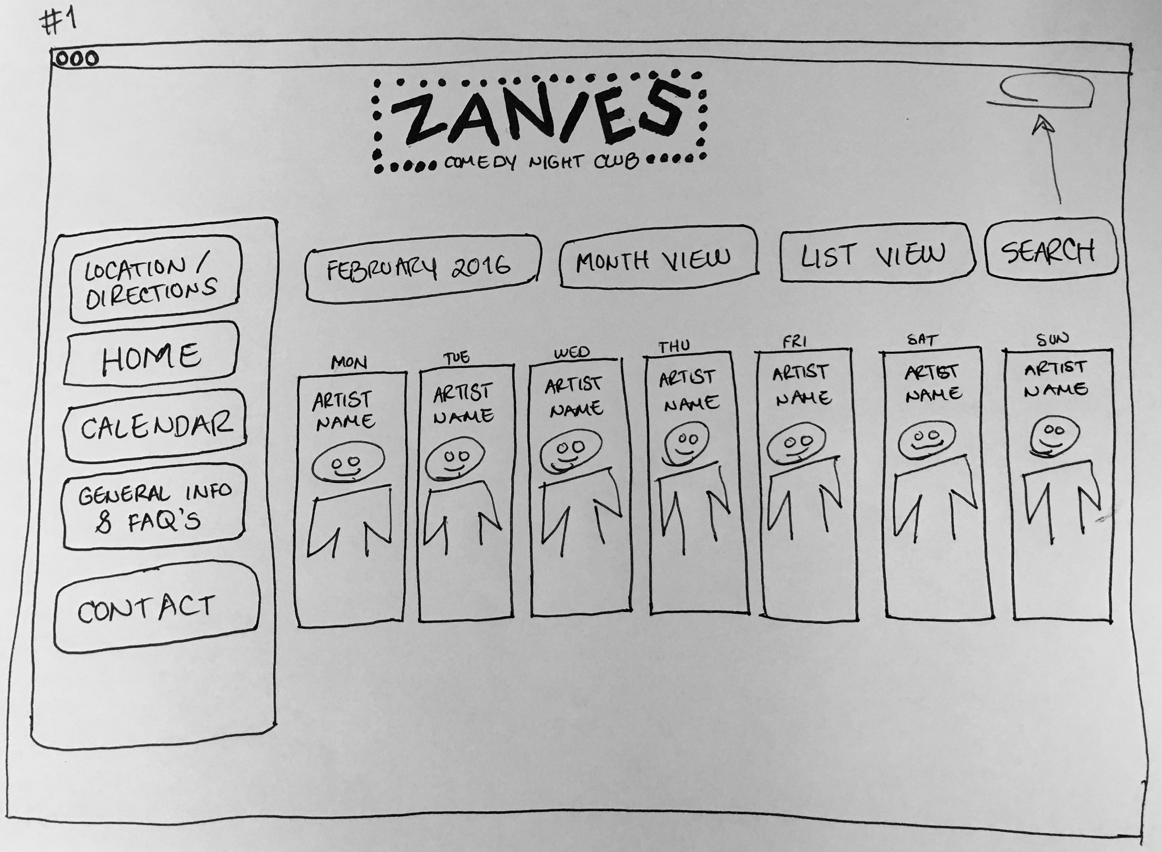 #1
ZANIES
COMEDY NIGHT CLUB
LOCATION /
DIRECTIONS
HOME
CALENDAR
GENERAL INFO
& FAQ'S
CONTACT
FEBRUARY 2016
MONTH VIEW
LIST VIEW
SEARCH
MON
ARTIST
NAME
TUE
ARTIST
NAME
WED
ARTIST
NAME
THU
ARTIST
NAME
FRI
ARTIST
NAME
SAT
ARTIST
NAME
SUN
ARTIST
NAME